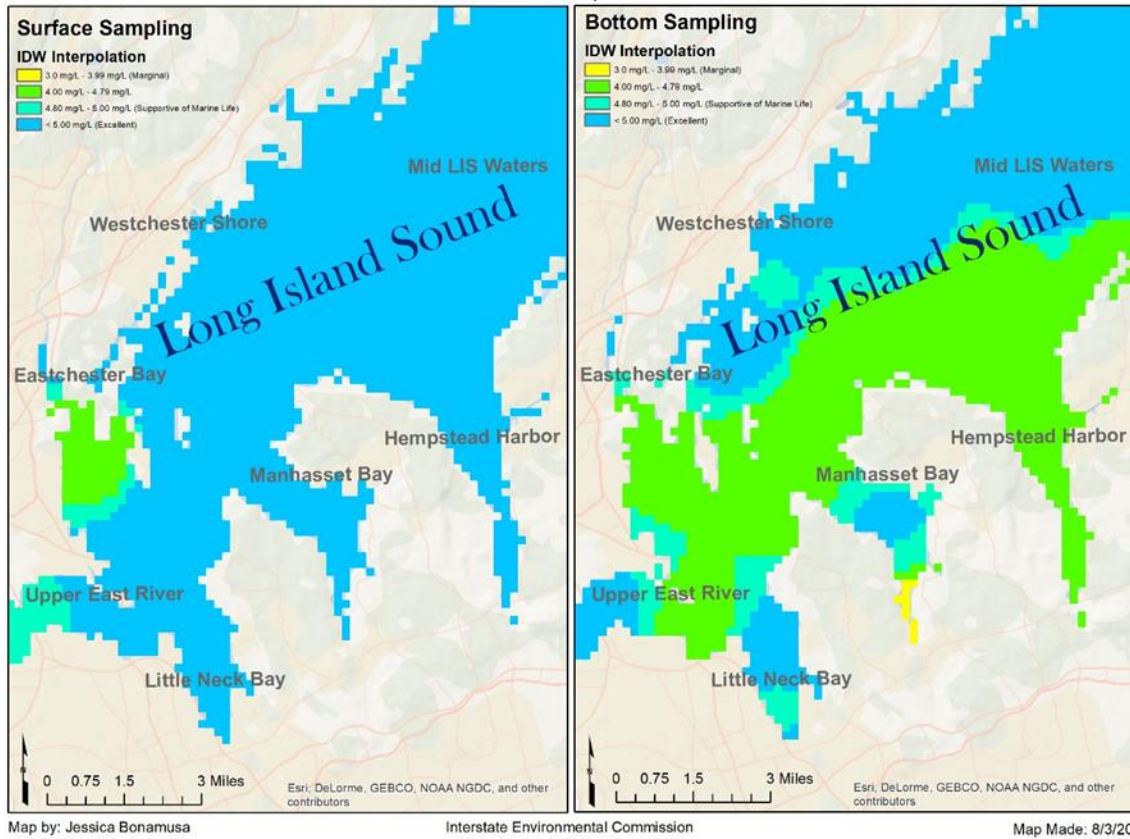 Surface Sampling
IDW Interpolation
3.0 mg/L - 3.99 mg/L (Marginal)
4.00 mg/L - 4.79 mg/L
4.80 mg/L - 5.00 mg/L (Supportive of Marine Life)
< 5.00 mg/L (Excellent)
Mid LIS Waters
Westchester Shore
Long Island Sound
Eastchester Bay
Hempstead Harbor
Manhasset Bay
Upper East River
Little Neck Bay
0 0.75 1.5 3 Miles
Esri, DeLorme, GEBCO, NOAA NGDC, and other
contributors
Bottom Sampling
IDW Interpolation
3.0 mg/L - 3.99 mg/L (Marginal)
4.00 mg/L - 4.79 mg/L
4.80 mg/L - 5.00 mg/L (Supportive of Marine Life)
< 5.00 mg/L (Excellent)
Mid LIS Waters
Westchester Shore
Long Island Sound
Eastchester Bay
Hempstead Harbor
Manhasset Bay
Upper East River
Little Neck Bay
0 0.75 1.5 3 Miles
Esri, DeLorme, GEBCO, NOAA NGDC, and other
contributors
Map by: Jessica Bonamusa
Interstate Environmental Commission
Map Made: 8/3/20